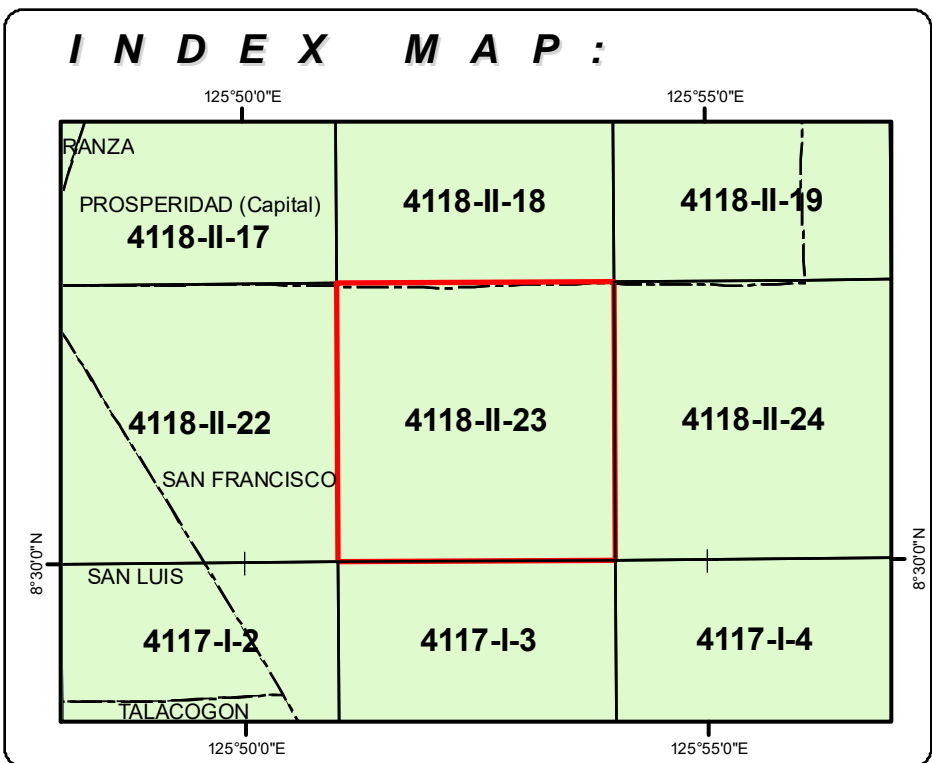 INDEX MAP:
125°50'0"E
125°55'0"E
RANZA
PROSPERIDAD (Capital)
4118-II-17
4118-II-18
4118-II-19
4118-II-22
4118-II-23
4118-II-24
SAN FRANCISCO
8°30'0"N
8°30'0"N
SAN LUIS
4117-I-2
4117-I-3
4117-I-4
TALACOGON
125°50'0"E
125°55'0"E